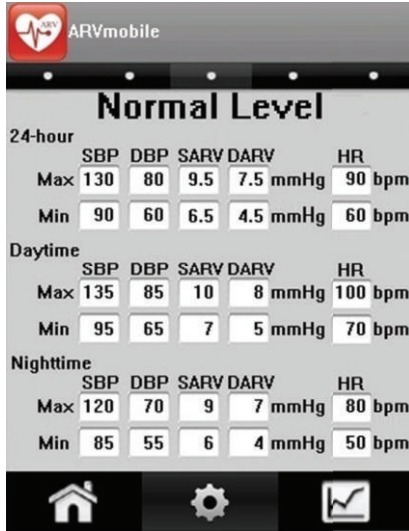 ARV
ARVmobile
Normal Level
24-hour
SBP DBP SARV DARV HR
Max 130 80 9.5 7.5 mmHg 90 bpm
Min 90 60 6.5 4.5 mmHg 60 bpm
Daytime
SBP DBP SARV DARV HR
Max 135 85 10 8 mmHg 100 bpm
Min 95 65 7 5 mmHg 70 bpm
Nighttime
SBP DBP SARV DARV HR
Max 120 70 9 7 mmHg 80 bpm
Min 85 55 6 4 mmHg 50 bpm